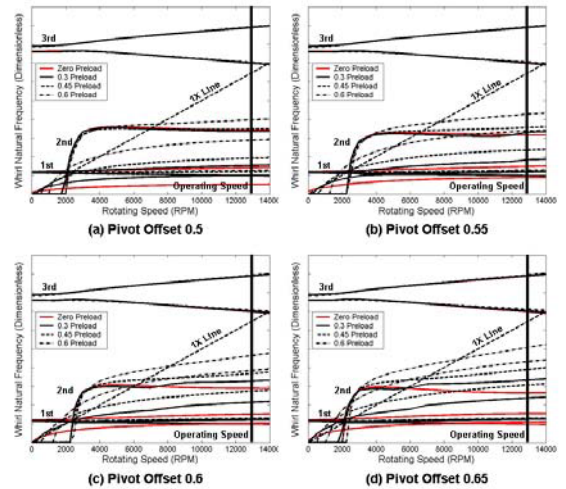 3rd
Zero Preload
0.3 Preload
0.45 Preload
0.6 Preload
1X Line
2nd
1st
Operating Speed
Whirl Natural Frequency (Dimensionless)
0 2000 4000 6000 8000 10000 12000 14000
Rotating Speed (RPM)
(a) Pivot Offset 0.5
3rd
Zero Preload
0.3 Preload
0.45 Preload
0.6 Preload
1X Line
2nd
1st
Operating Speed
Whirl Natural Frequency (Dimensionless)
0 2000 4000 6000 8000 10000 12000 14000
Rotating Speed (RPM)
(b) Pivot Offset 0.55
3rd
Zero Preload
0.3 Preload
0.45 Preload
0.6 Preload
1X Line
2nd
1st
Operating Speed
Whirl Natural Frequency (Dimensionless)
0 2000 4000 6000 8000 10000 12000 14000
Rotating Speed (RPM)
(c) Pivot Offset 0.6
3rd
Zero Preload
0.3 Preload
0.45 Preload
0.6 Preload
1X Line
2nd
1st
Operating Speed
Whirl Natural Frequency (Dimensionless)
0 2000 4000 6000 8000 10000 12000 14000
Rotating Speed (RPM)
(d) Pivot Offset 0.65